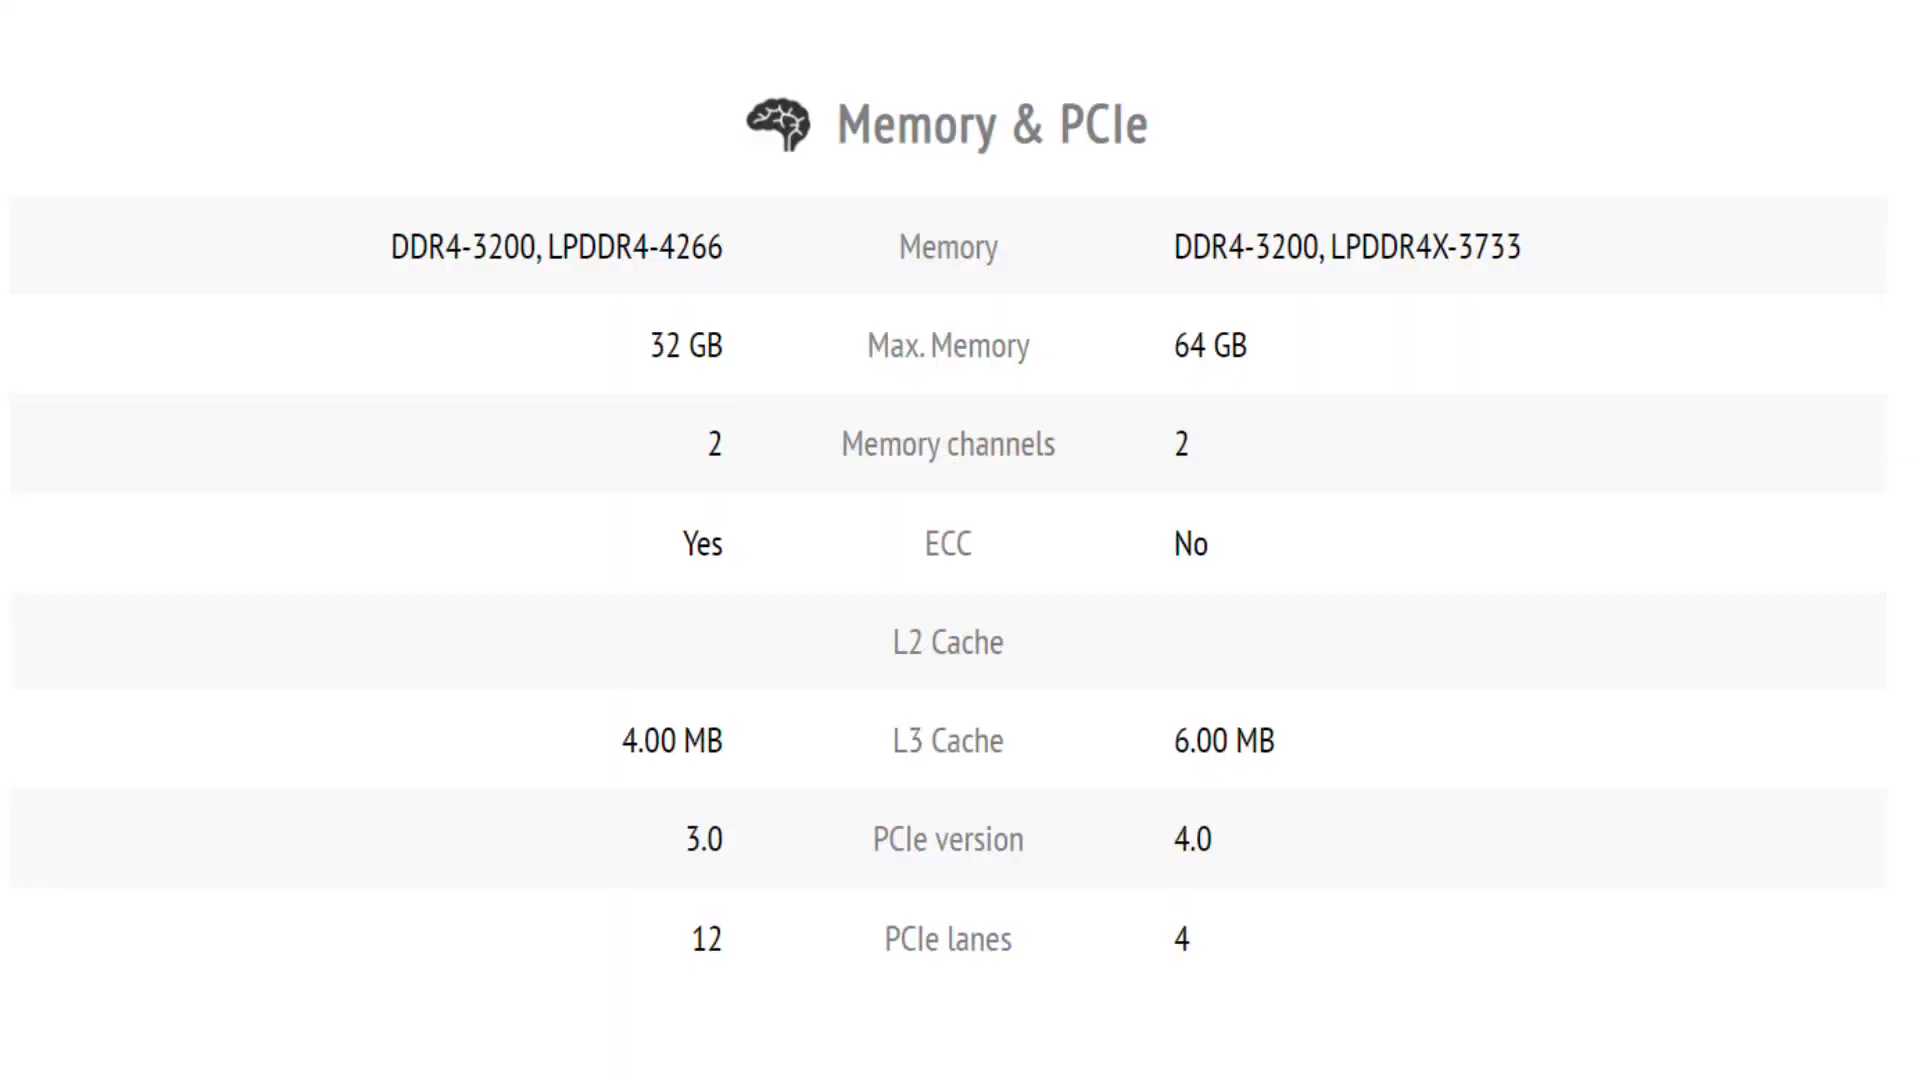 Memory & PCIe
DDR4-3200, LPDDR4-4266 Memory DDR4-3200, LPDDR4X-3733
32 GB Max. Memory 64 GB
2 Memory channels 2
Yes ECC No
L2 Cache
4.00 MB L3 Cache 6.00 MB
3.0 PCIe version 4.0
12 PCIe lanes 4